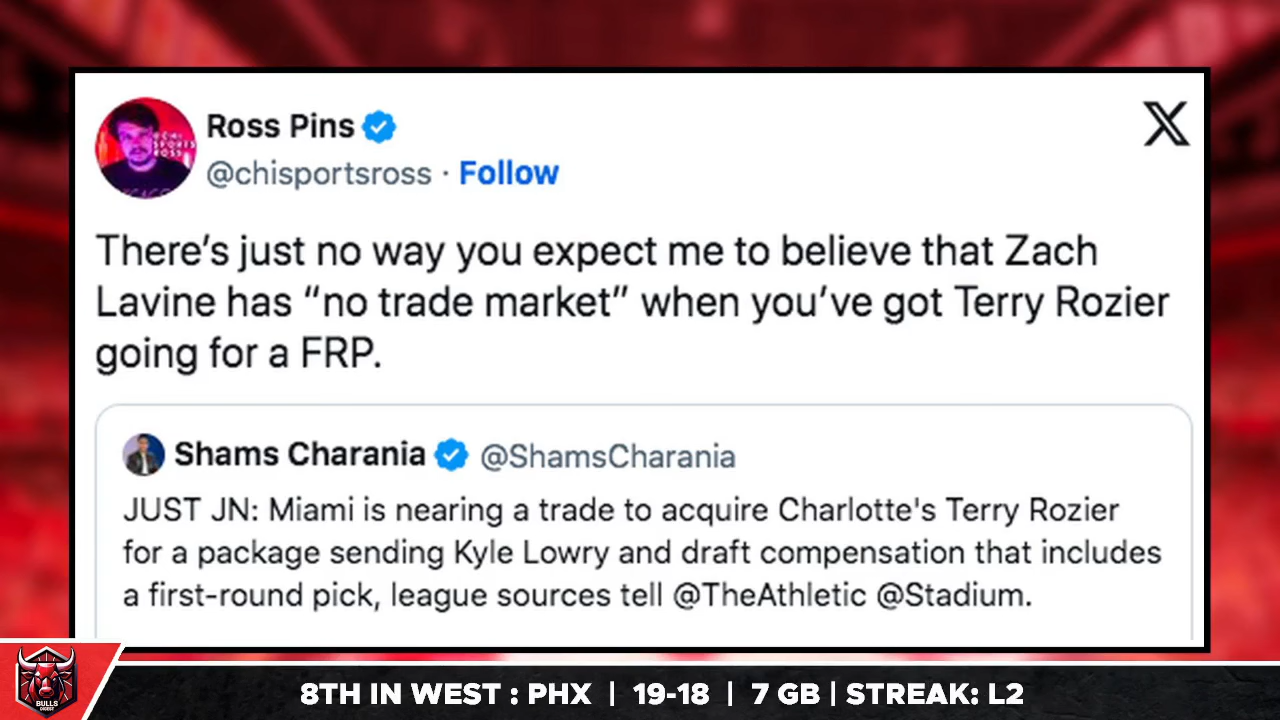 Ross Pins
@chisportsross · Follow
There's just no way you expect me to believe that Zach
Lavine has “no trade market” when you've got Terry Rozier
going for a FRP.
Shams Charania @ShamsCharania
JUST JN: Miami is nearing a trade to acquire Charlotte's Terry Rozier
for a package sending Kyle Lowry and draft compensation that includes
a first-round pick, league sources tell @TheAthletic @Stadium.
BULLS
DIGEST
8TH IN WEST : PHX | 19-18 | 7 GB | STREAK: L2